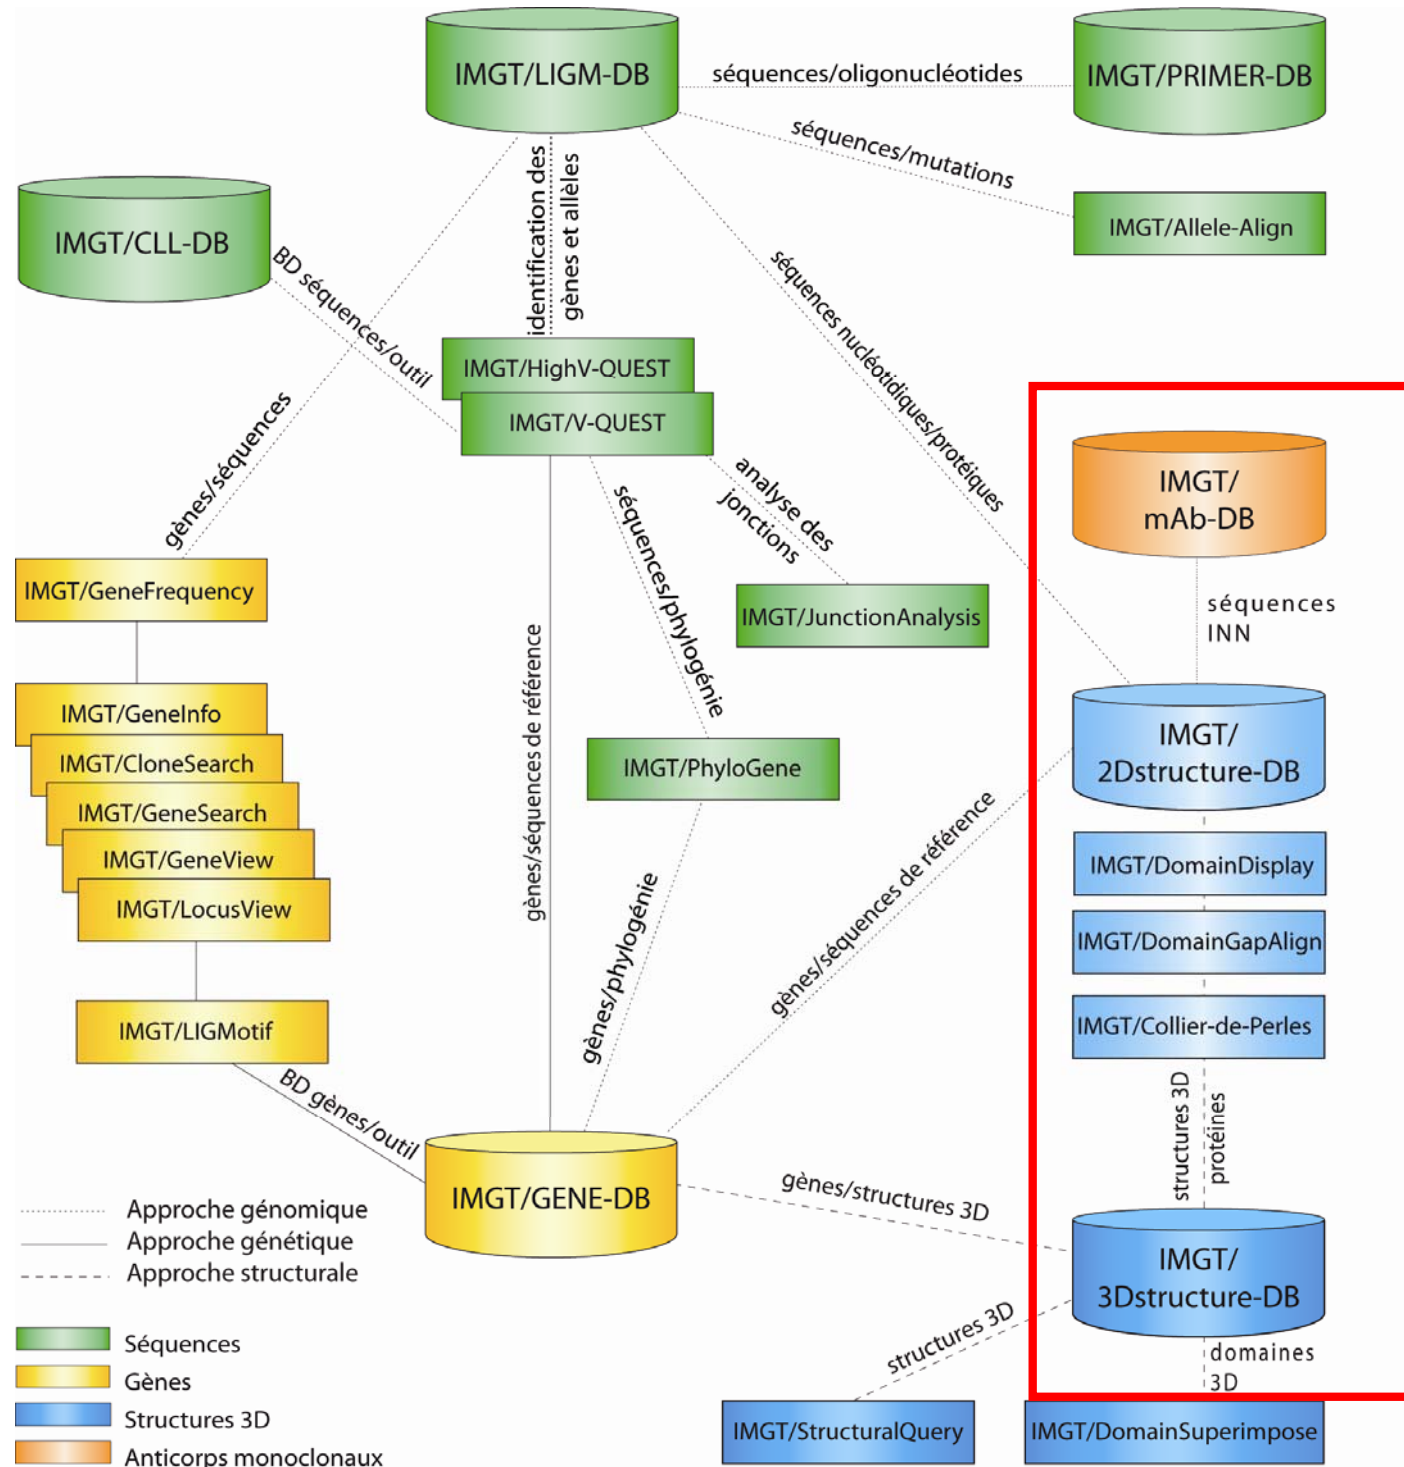 IMGT/LIGM-DB
séquences/oligonucléotides
IMGT/PRIMER-DB
séquences/mutations
IMGT/Allele-Align
IMGT/CLL-DB
BD séquences/outil
identification des
gènes et allèles
séquences nucléotidiques/protéiques
gènes/séquences
IMGT/HighV-QUEST
IMGT/V-QUEST
analyse des
jonctions
séquences/phylogénie
IMGT/
mAb-DB
séquences
INN
IMGT/GeneFrequency
IMGT/JunctionAnalysis
gènes/séquences de référence
IMGT/GeneInfo
IMGT/CloneSearch
IMGT/GeneSearch
IMGT/GeneView
IMGT/LocusView
IMGT/PhyloGene
IMGT/
2Dstructure-DB
gènes/séquences de référence
gènes/phylogénie
IMGT/DomainDisplay
IMGT/DomainGapAlign
IMGT/Collier-de-Perles
IMGT/LIGMotif
BD gènes/outil
structures 3D
protéines
IMGT/GENE-DB
gènes/structures 3D
IMGT/
3Dstructure-DB
structures 3D
domaines
3D
IMGT/StructuralQuery
IMGT/DomainSuperimpose
Approche génomique
Approche génétique
Approche structurale
Séquences
Gènes
Structures 3D
Anticorps monoclonaux